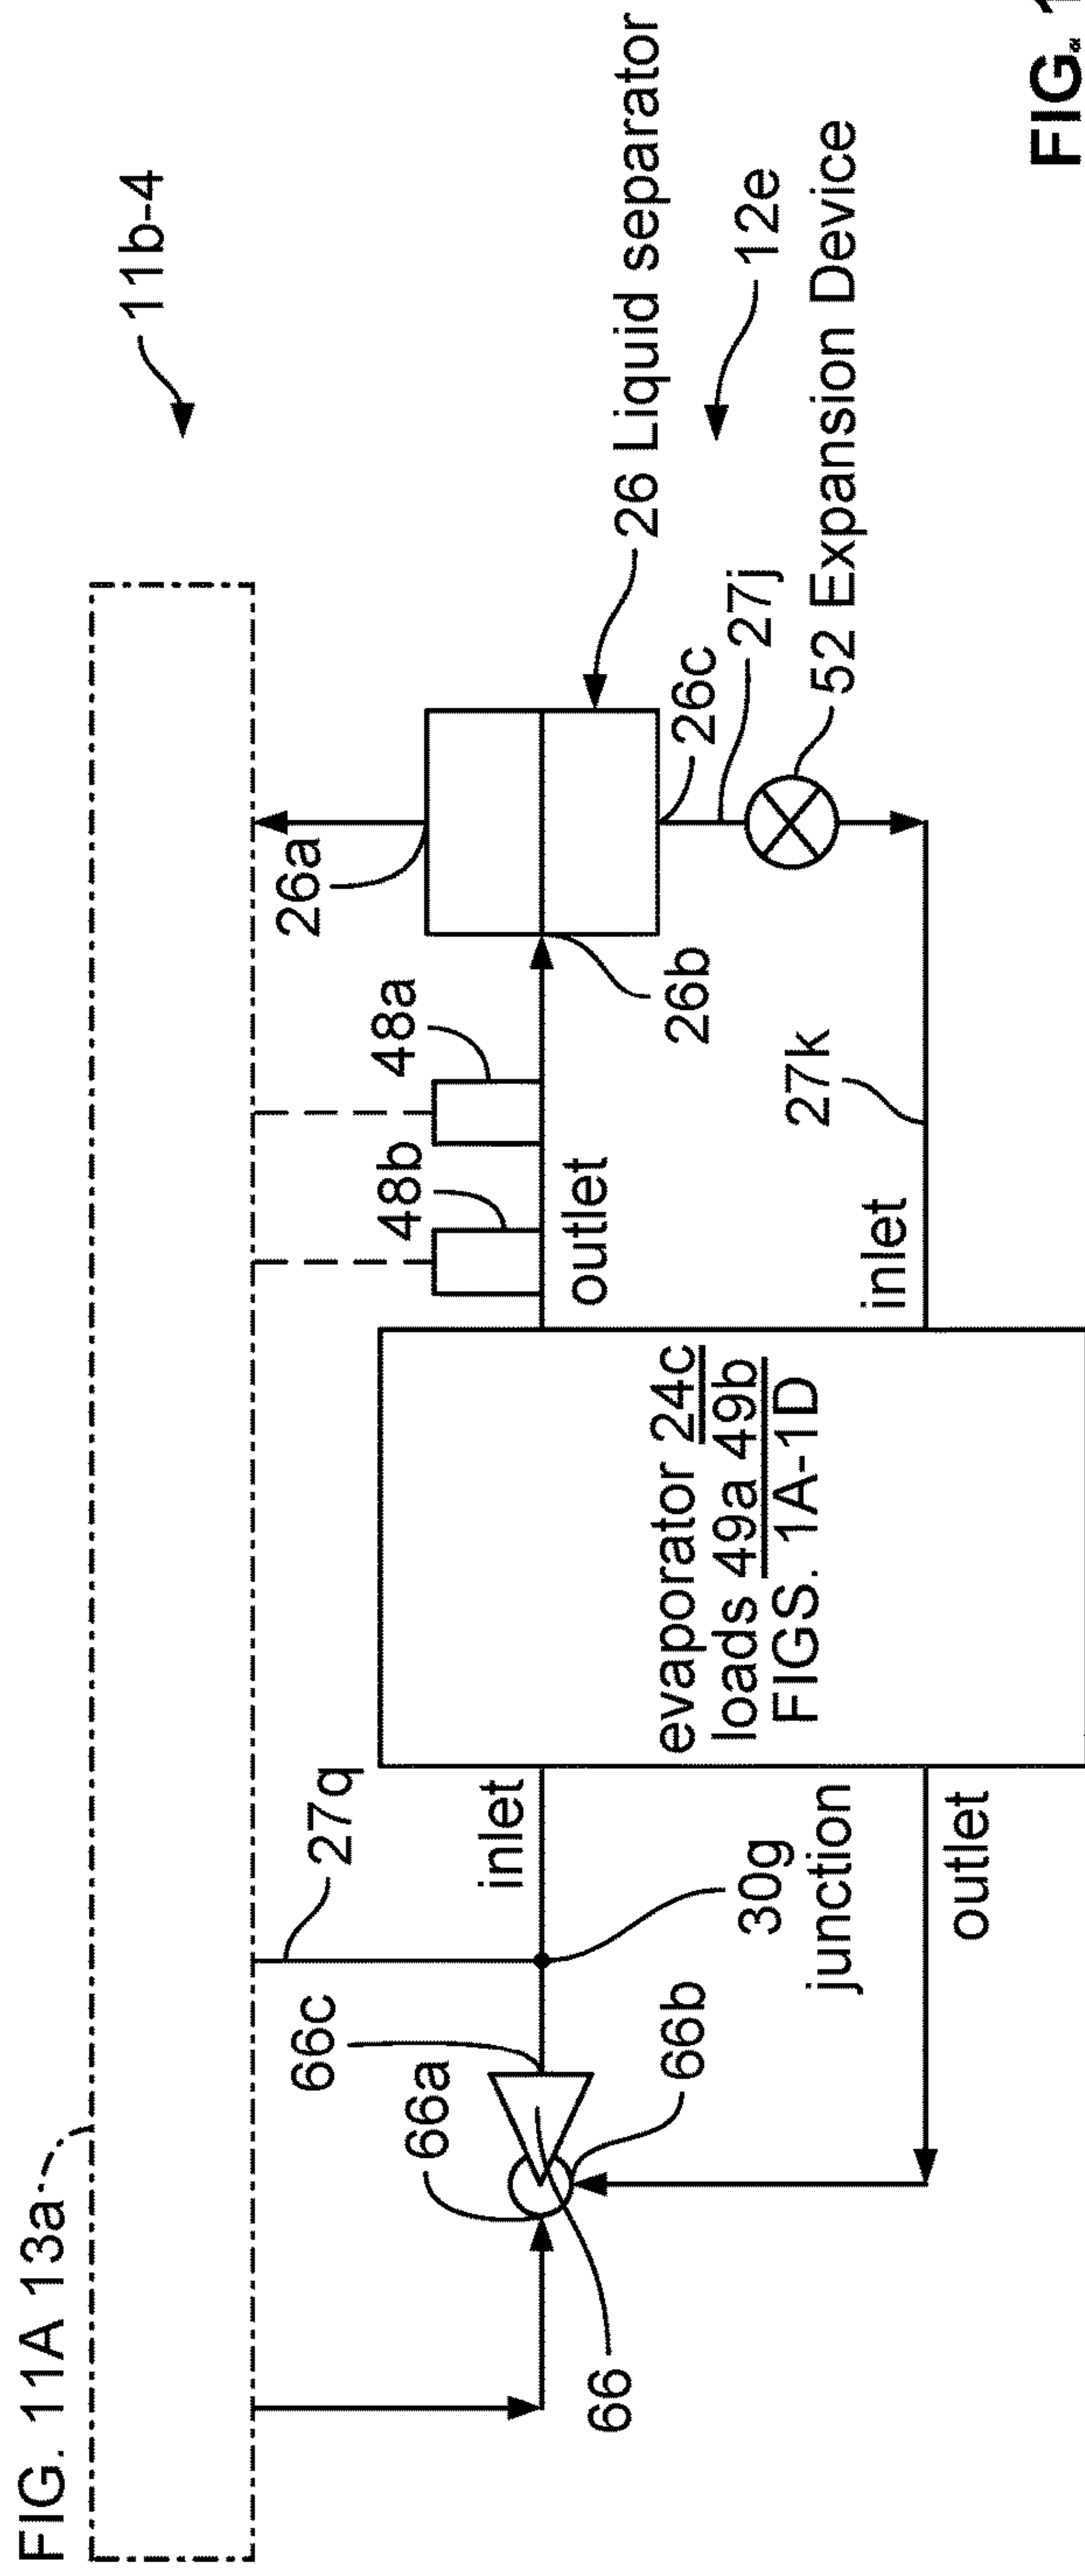 FIG. 11A 13a
11b-4
27q
66c
66a
inlet
48b
48a
26a
26 Liquid separator
outlet
26b
26c
12e
66
66b
30g
junction
evaporator 24c
loads 49a 49b
FIGS. 1A-1D
27j
27k
52 Expansion Device
inlet
outlet
FIG.